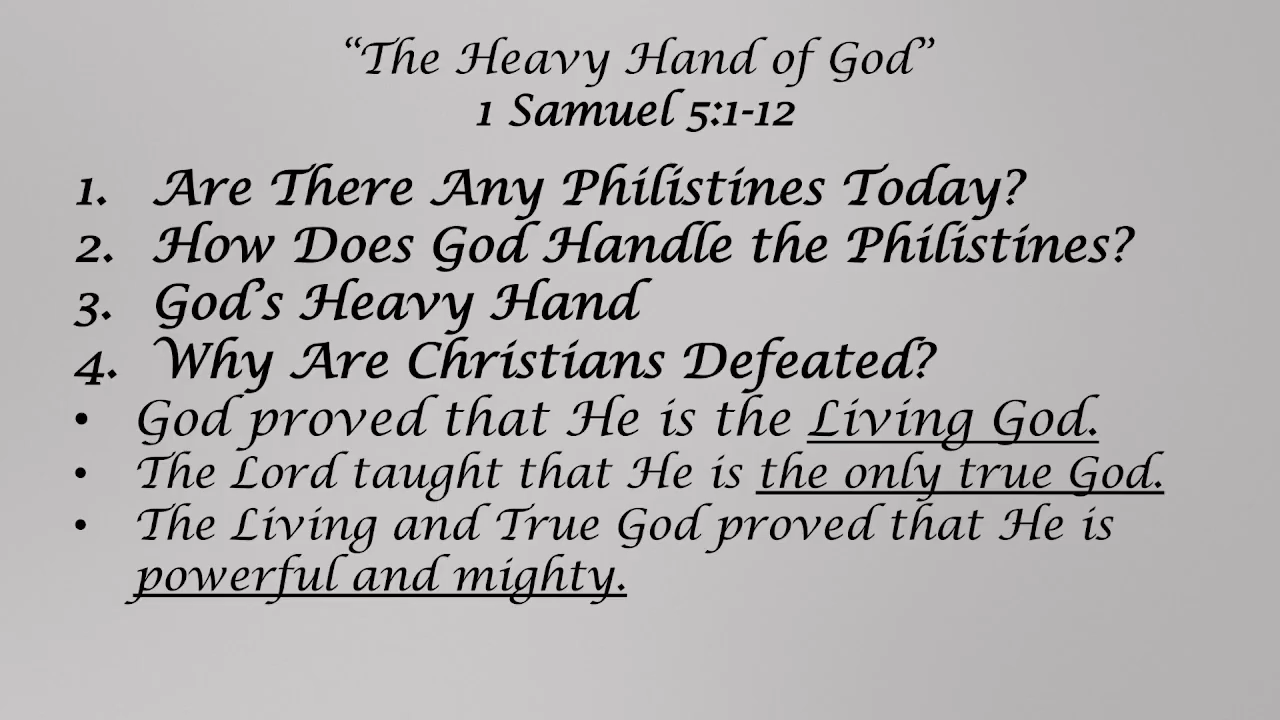 “The Heavy Hand of God”
1 Samuel 5:1-12
1. Are There Any Philistines Today?
2. How Does God Handle the Philistines?
3. God’s Heavy Hand
4. Why Are Christians Defeated?
• God proved that He is the Living God.
• The Lord taught that He is the only true God.
• The Living and True God proved that He is
powerful and mighty.